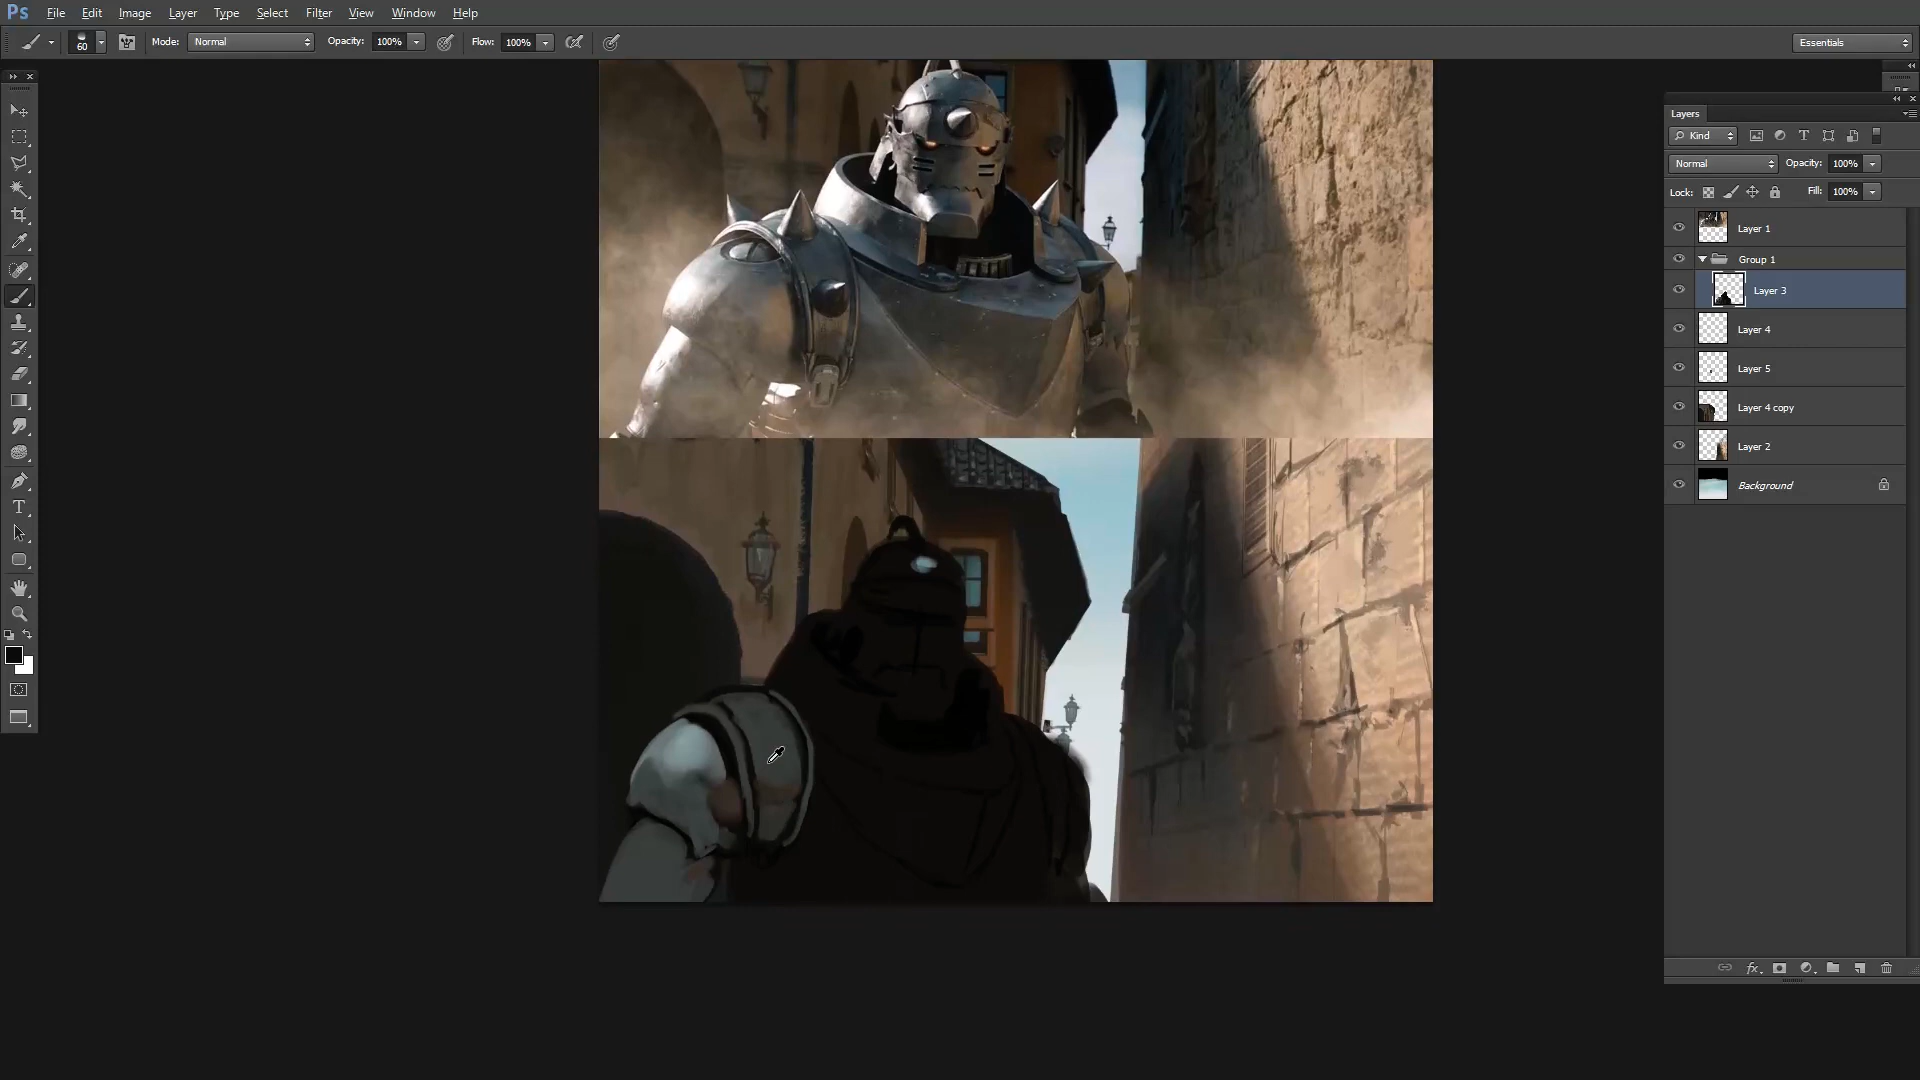 Ps File Edit Image Layer Type Select Filter View Window Help
60 Mode: Normal Opacity: 100% Flow: 100% Essentials
Layers
Kind
Normal Opacity: 100%
Lock: Fill: 100%
Layer 1
Group 1
Layer 3
Layer 4
Layer 5
Layer 4 copy
Layer 2
Background